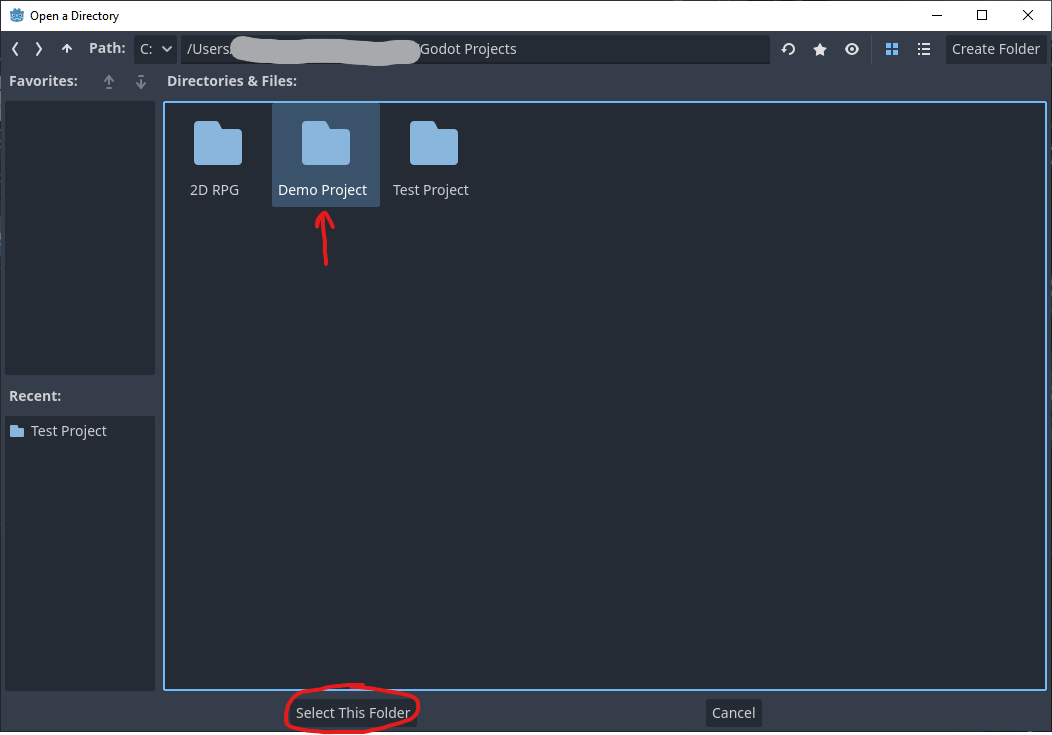 Open a Directory
Path: C: /Users/ /Godot Projects Create Folder
Favorites: Directories & Files:
2D RPG Demo Project Test Project
Recent:
Test Project
Select This Folder Cancel